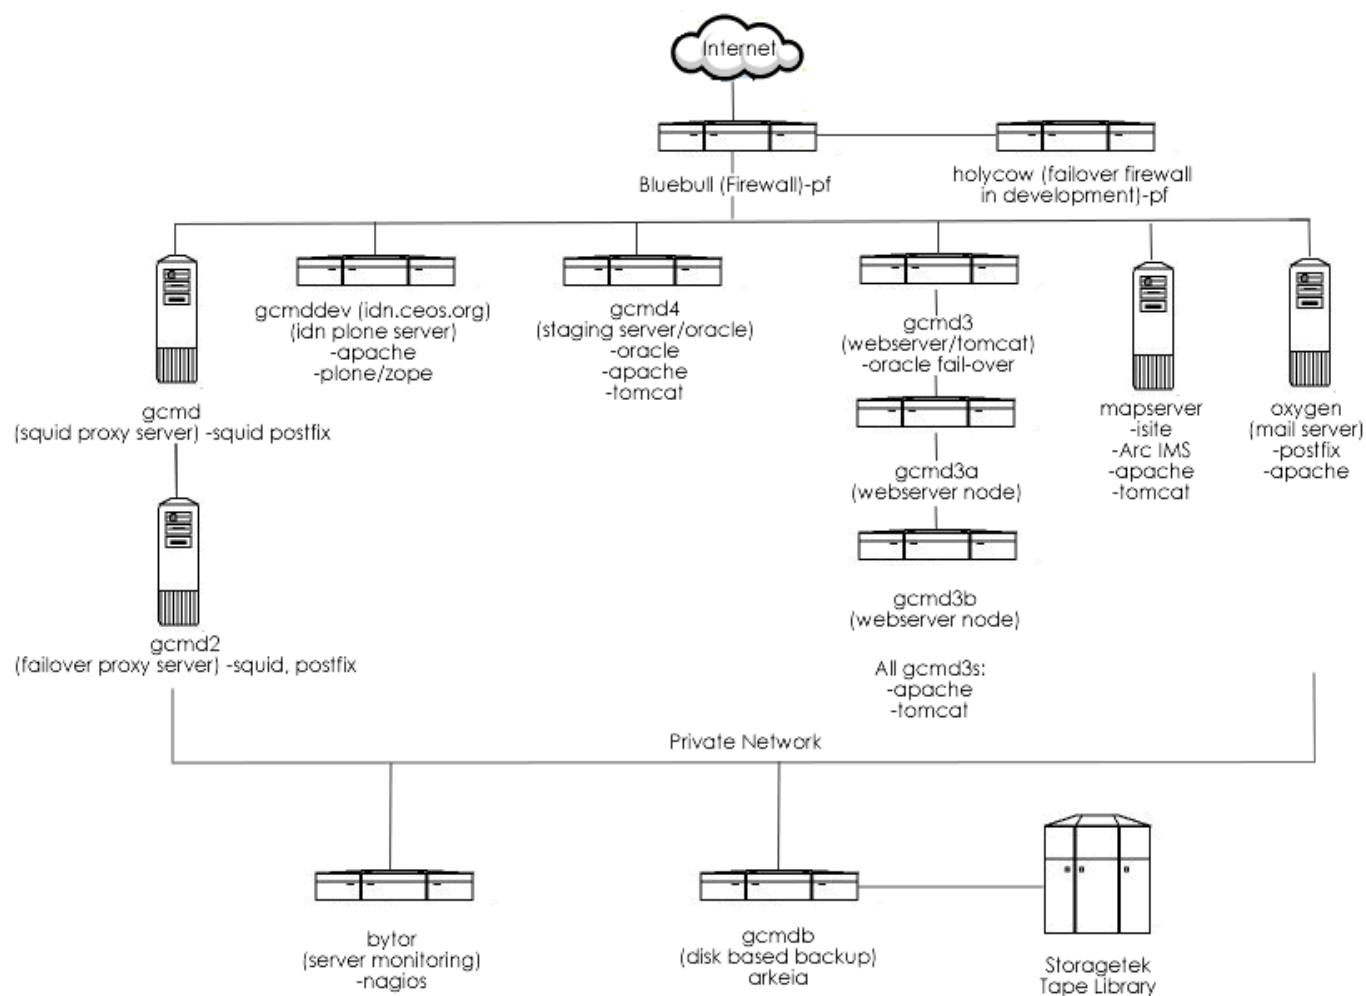 Internet
Bluebull (Firewall)-pf
holycow (failover firewall
in development)-pf
gcmd
(squid proxy server) -squid postfix
gcmddev (idn.ceos.org)
(idn plone server)
-apache
-plone/zope
gcmd4
(staging server/oracle)
-oracle
-apache
-tomcat
gcmd3
(webserver/tomcat)
-oracle fail-over
gcmd3a
(webserver node)
gcmd3b
(webserver node)
All gcmd3s:
-apache
-tomcat
mapserver
-isite
-Arc IMS
-apache
-tomcat
oxygen
(mail server)
-postfix
-apache
gcmd2
(failover proxy server) -squid, postfix
Private Network
bytor
(server monitoring)
-nagios
gcmdb
(disk based backup)
arkeia
Storagetek
Tape Library